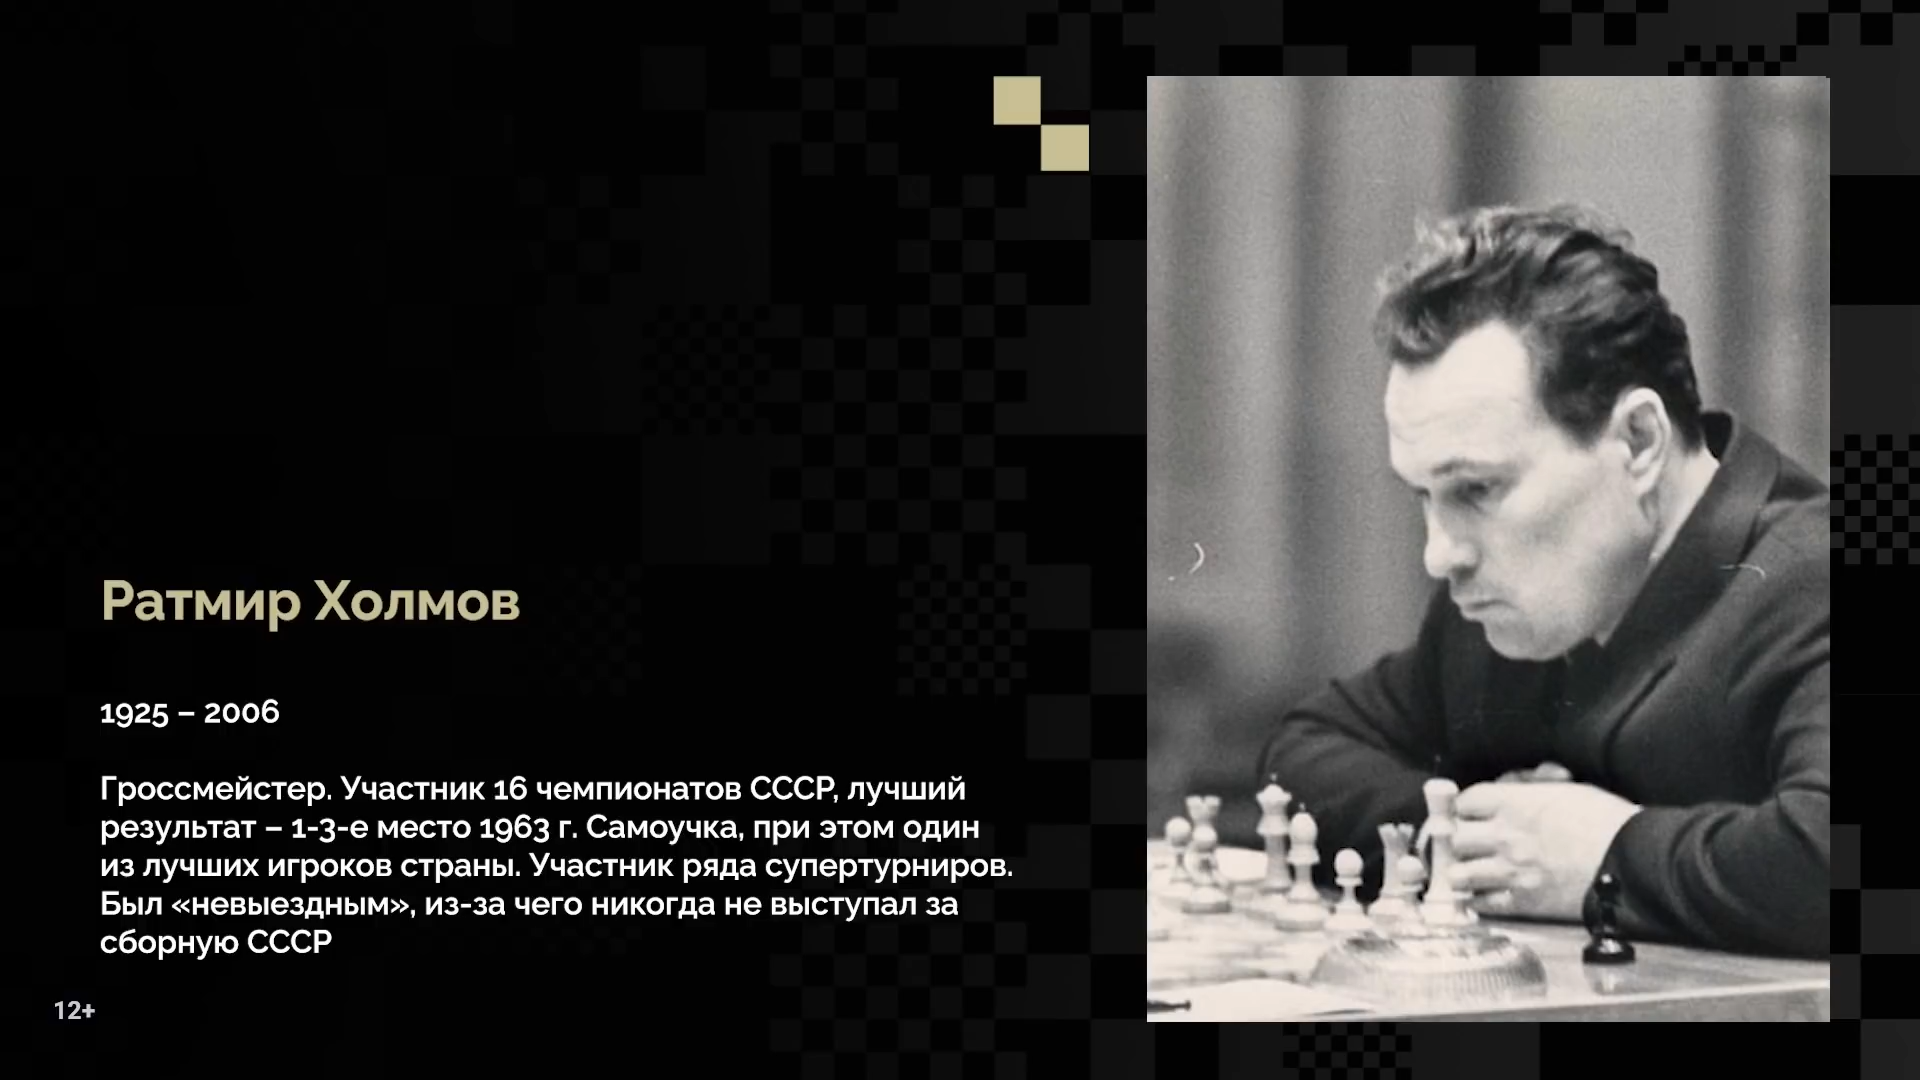 Ратмир Холмов
1925 – 2006
Гроссмейстер. Участник 16 чемпионатов СССР, лучший
результат – 1-3-е место 1963 г. Самоучка, при этом один
из лучших игроков страны. Участник ряда супертурниров.
Был «невыездным», из-за чего никогда не выступал за
сборную СССР
12+